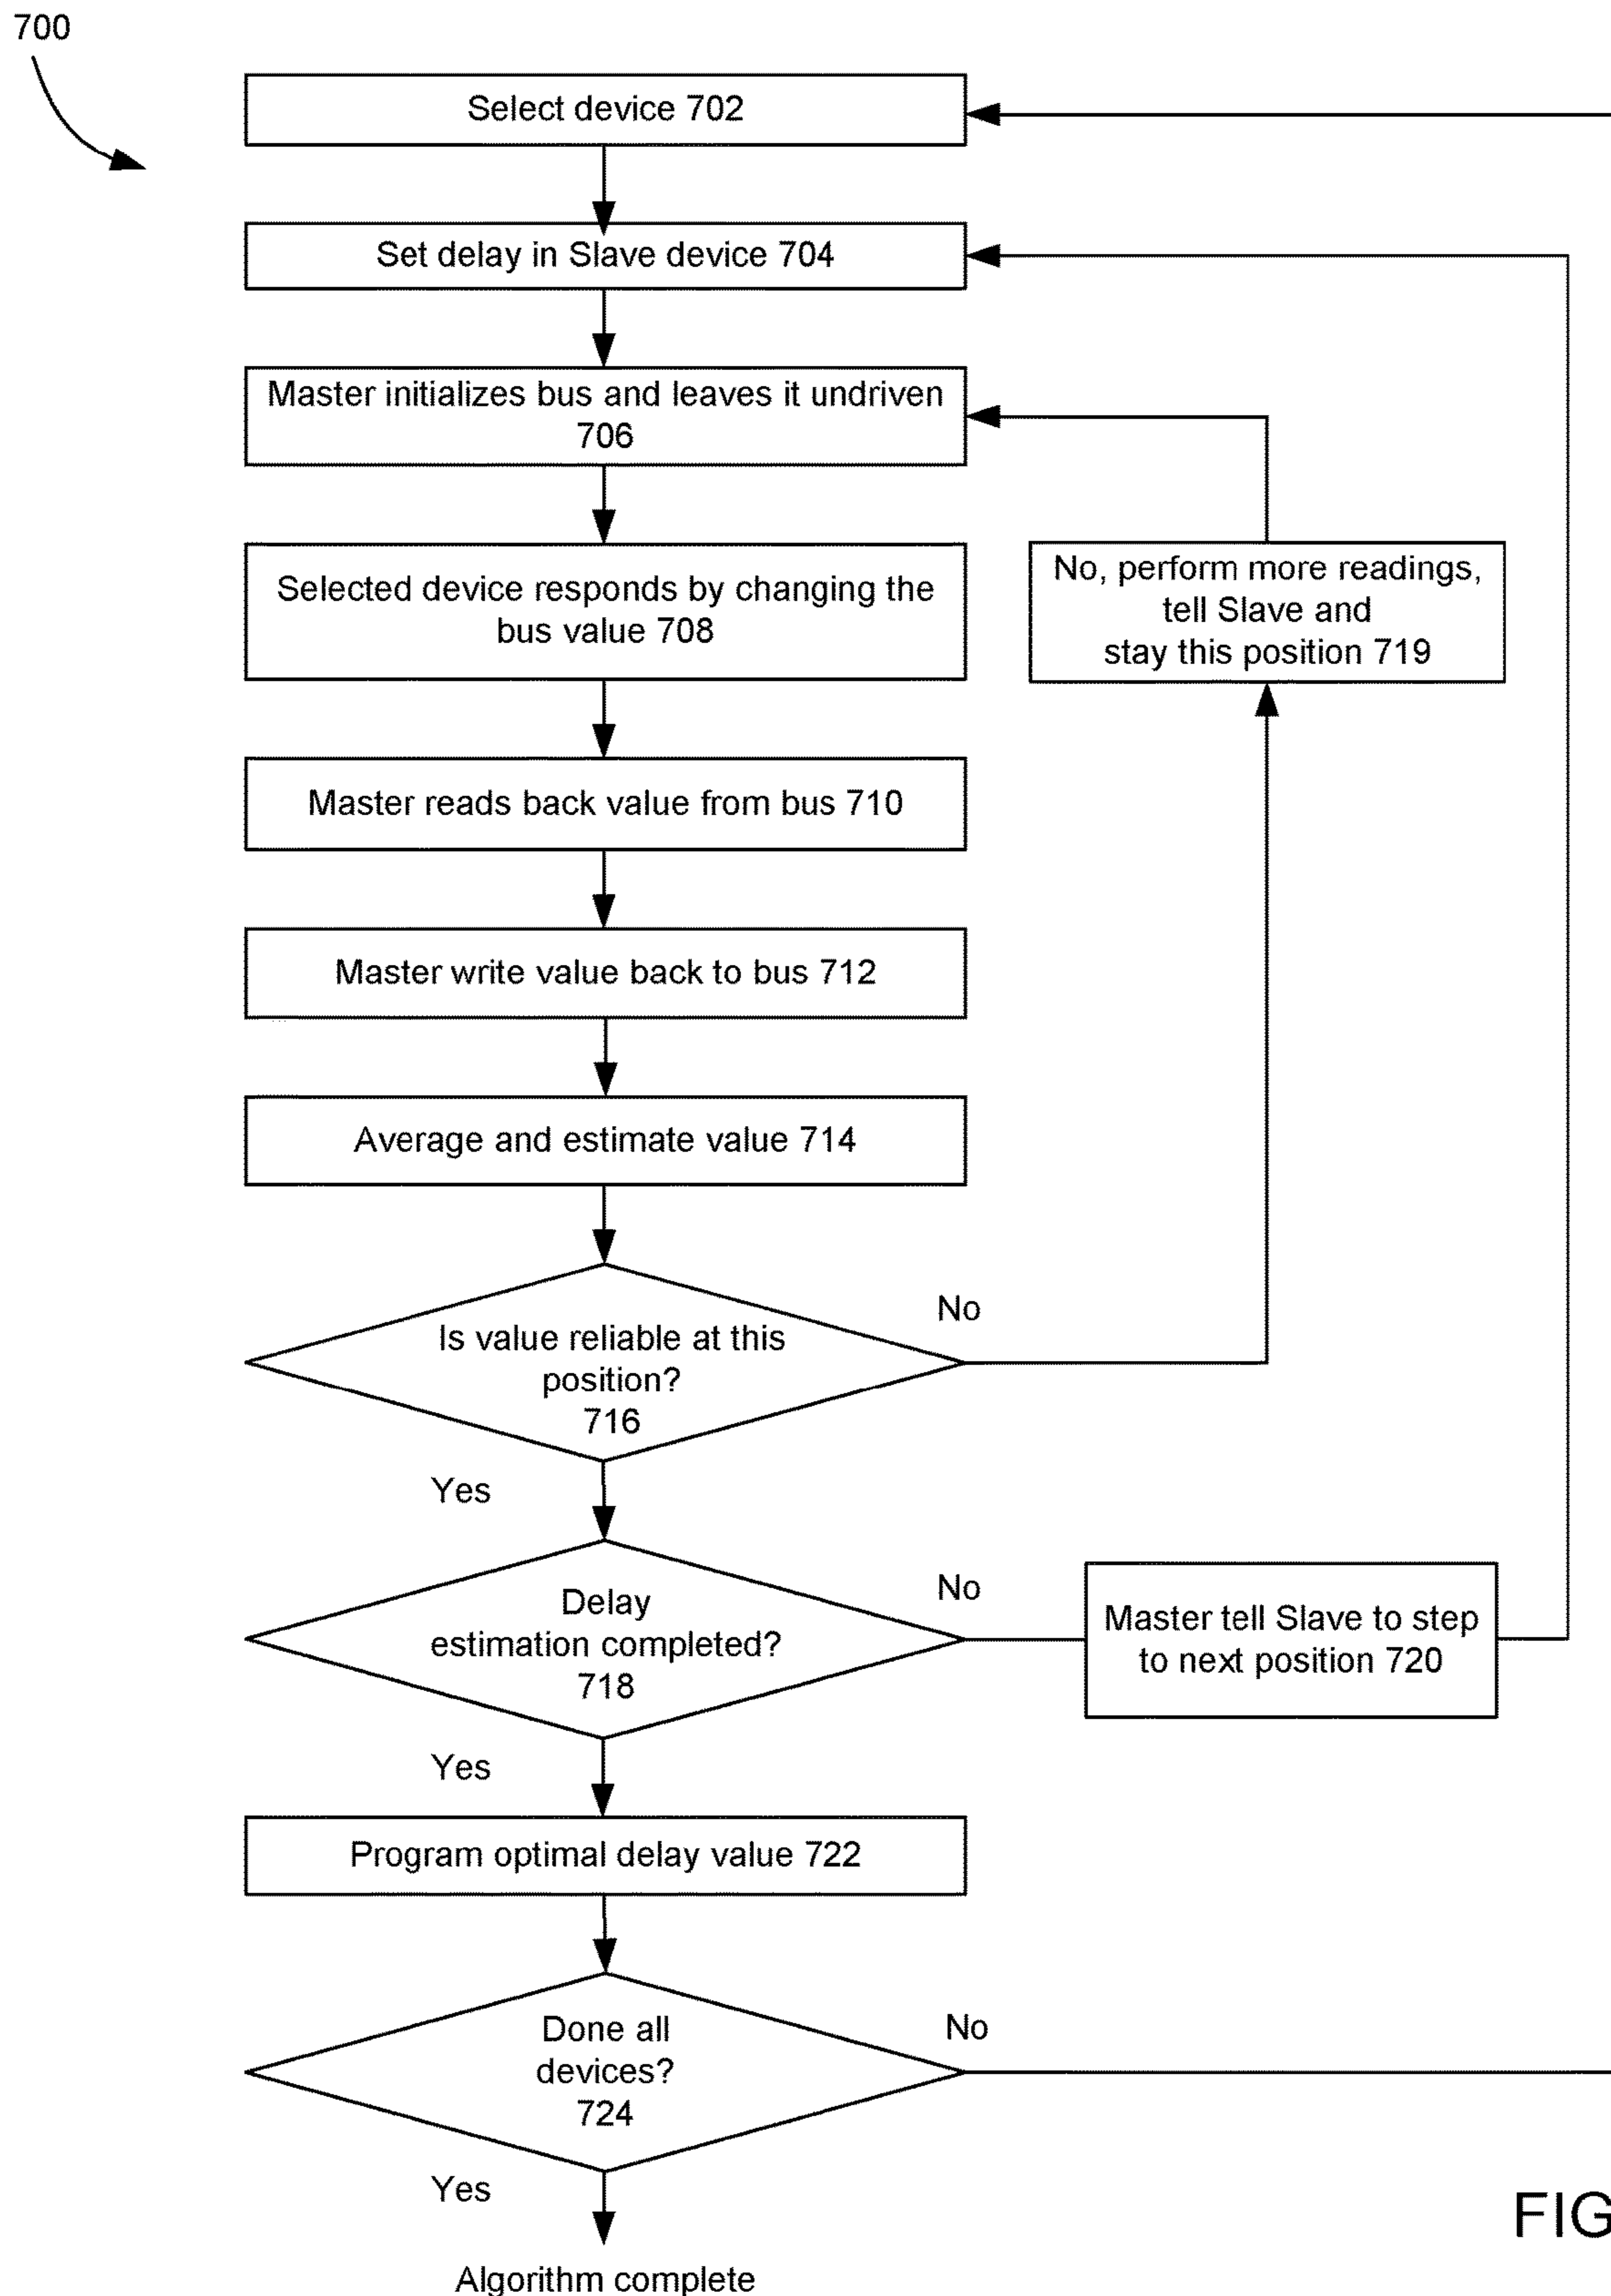 700
Select device 702
Set delay in Slave device 704
Master initializes bus and leaves it undriven
706
Selected device responds by changing the
bus value 708
No, perform more readings,
tell Slave and
stay this position 719
Master reads back value from bus 710
Master write value back to bus 712
Average and estimate value 714
Is value reliable at this
position?
716
No
Yes
Delay
estimation completed?
718
No
Master tell Slave to step
to next position 720
Yes
Program optimal delay value 722
Done all
devices?
724
No
Yes
Algorithm complete
FIG